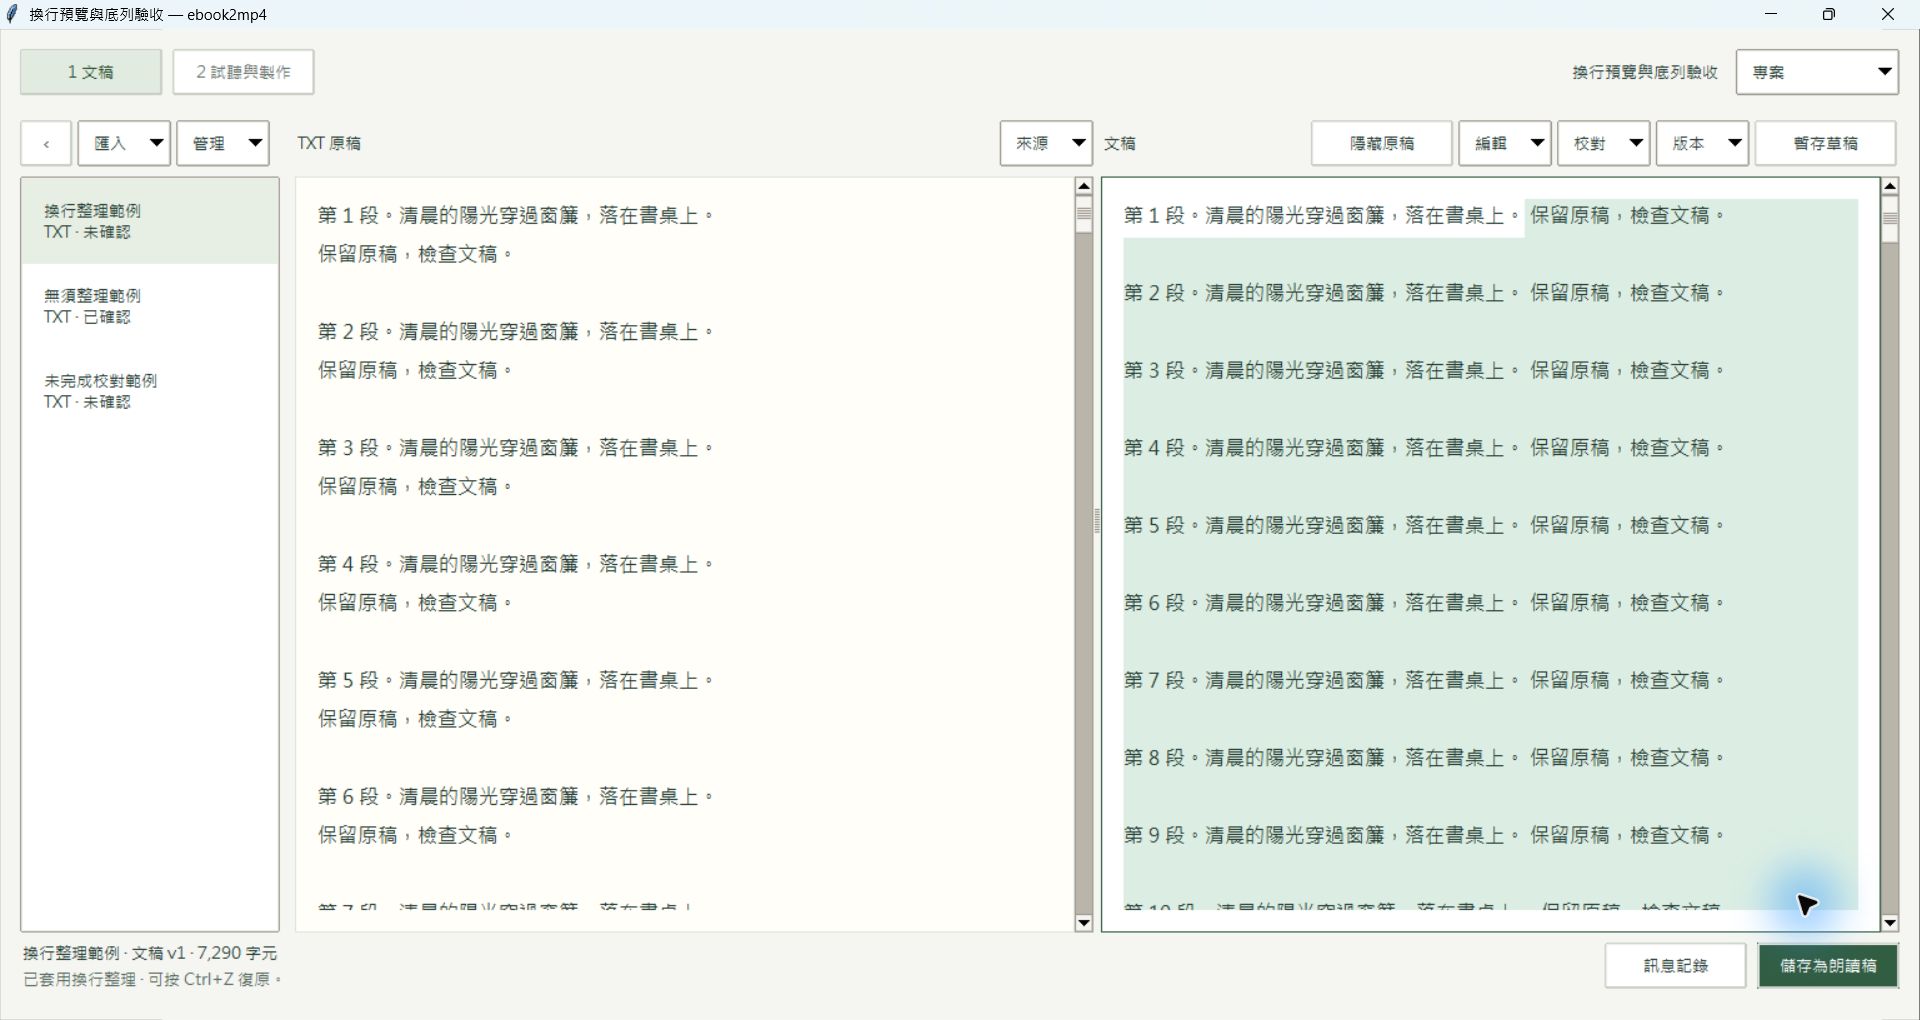 換行預覽與底列驗收 — ebook2mp4
1 文稿
2 試聽與製作
換行預覽與底列驗收
專案
‹
匯入
管理
TXT 原稿
來源
文稿
隱藏原稿
編輯
校對
版本
暫存草稿
換行整理範例
TXT · 未確認
無須整理範例
TXT · 已確認
未完成校對範例
TXT · 未確認
第 1 段。清晨的陽光穿過窗簾，落在書桌上。
保留原稿，檢查文稿。
第 2 段。清晨的陽光穿過窗簾，落在書桌上。
保留原稿，檢查文稿。
第 3 段。清晨的陽光穿過窗簾，落在書桌上。
保留原稿，檢查文稿。
第 4 段。清晨的陽光穿過窗簾，落在書桌上。
保留原稿，檢查文稿。
第 5 段。清晨的陽光穿過窗簾，落在書桌上。
保留原稿，檢查文稿。
第 6 段。清晨的陽光穿過窗簾，落在書桌上。
保留原稿，檢查文稿。
第 1 段。清晨的陽光穿過窗簾，落在書桌上。 保留原稿，檢查文稿。
第 2 段。清晨的陽光穿過窗簾，落在書桌上。 保留原稿，檢查文稿。
第 3 段。清晨的陽光穿過窗簾，落在書桌上。 保留原稿，檢查文稿。
第 4 段。清晨的陽光穿過窗簾，落在書桌上。 保留原稿，檢查文稿。
第 5 段。清晨的陽光穿過窗簾，落在書桌上。 保留原稿，檢查文稿。
第 6 段。清晨的陽光穿過窗簾，落在書桌上。 保留原稿，檢查文稿。
第 7 段。清晨的陽光穿過窗簾，落在書桌上。 保留原稿，檢查文稿。
第 8 段。清晨的陽光穿過窗簾，落在書桌上。 保留原稿，檢查文稿。
第 9 段。清晨的陽光穿過窗簾，落在書桌上。 保留原稿，檢查文稿。
換行整理範例 · 文稿 v1 · 7,290 字元
已套用換行整理 · 可按 Ctrl+Z 復原。
訊息記錄
儲存為朗讀稿